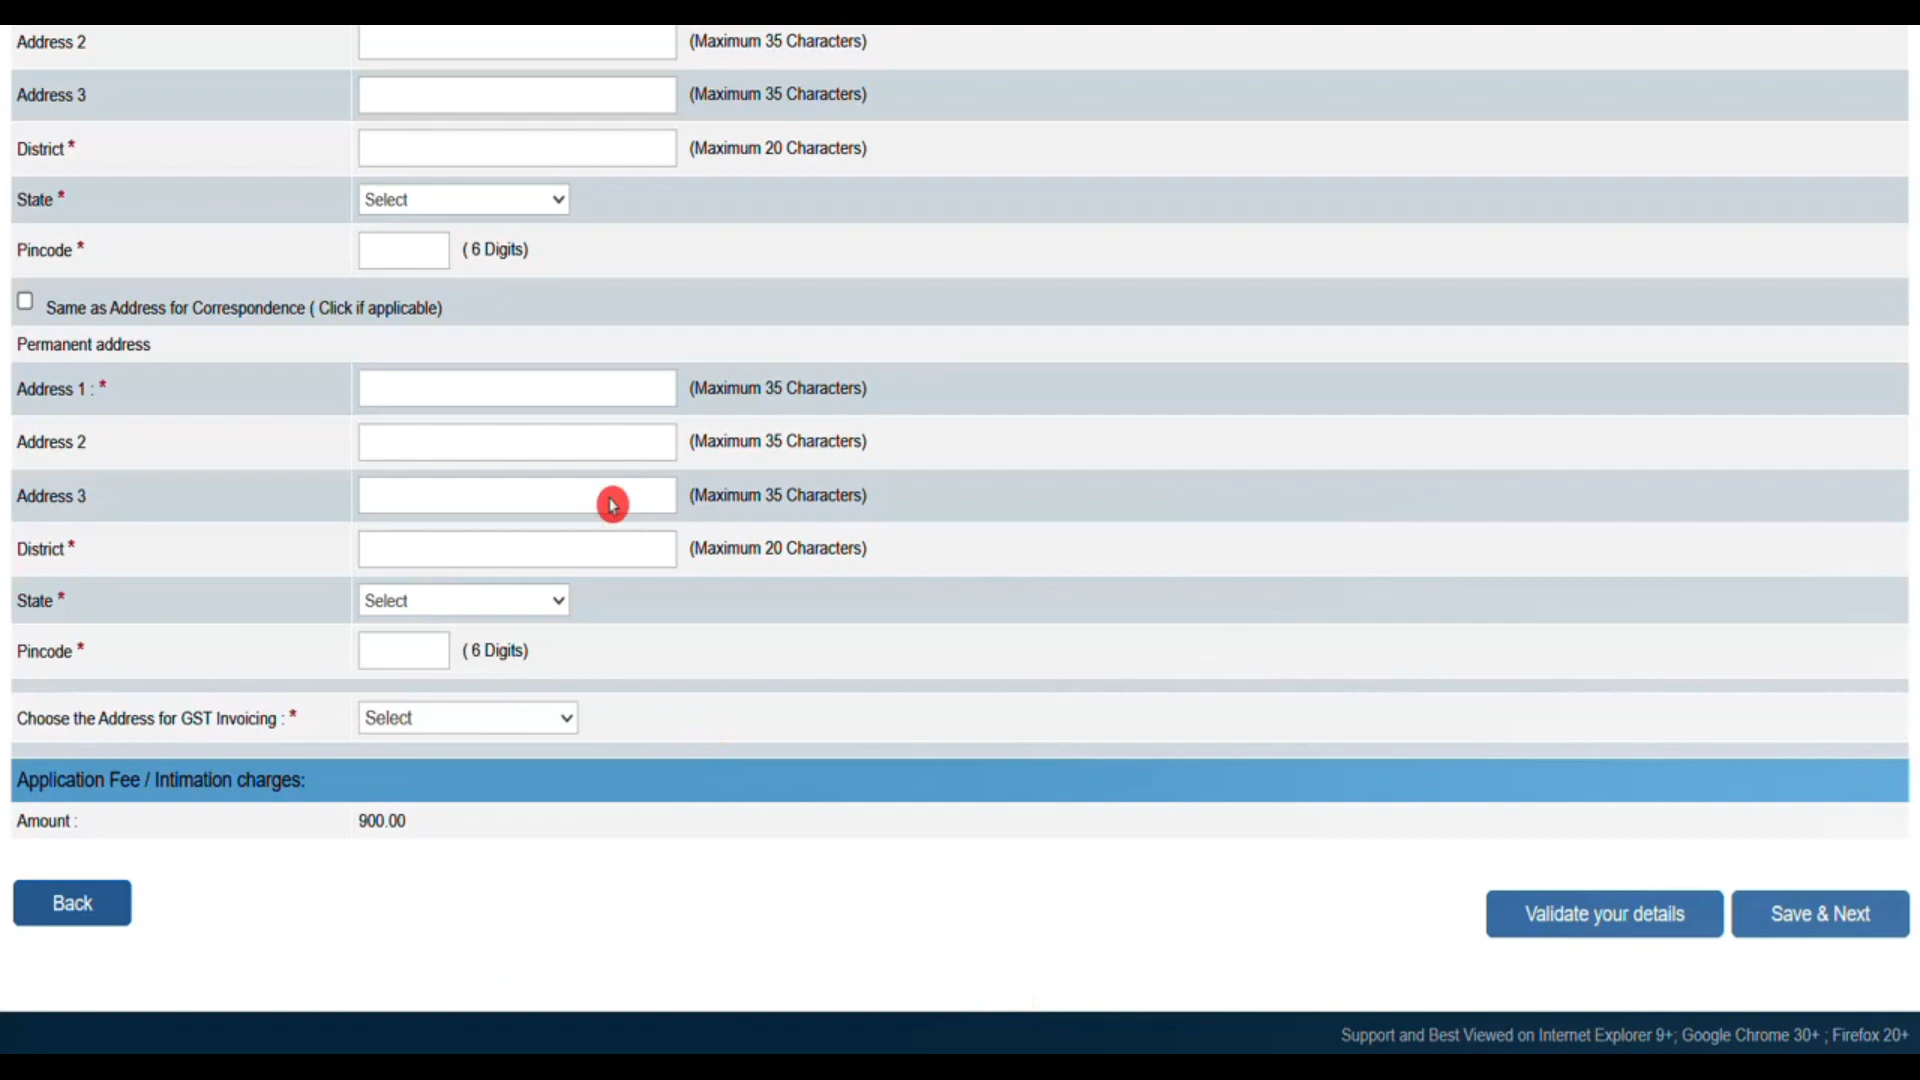 Address 2 (Maximum 35 Characters)
Address 3 (Maximum 35 Characters)
District * (Maximum 20 Characters)
State * Select
Pincode * ( 6 Digits)
Same as Address for Correspondence ( Click if applicable)
Permanent address
Address 1 : * (Maximum 35 Characters)
Address 2 (Maximum 35 Characters)
Address 3 (Maximum 35 Characters)
District * (Maximum 20 Characters)
State * Select
Pincode * ( 6 Digits)
Choose the Address for GST Invoicing : * Select
Application Fee / Intimation charges:
Amount : 900.00
Back Validate your details Save & Next
Support and Best Viewed on Internet Explorer 9+; Google Chrome 30+ ; Firefox 20+